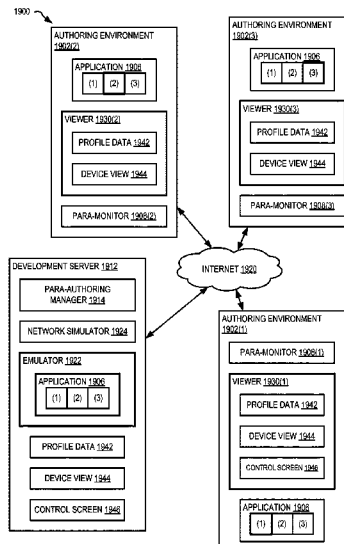 1900
AUTHORING ENVIRONMENT
1902(2)
APPLICATION 1906
(1) (2) (3)
VIEWER 1930(2)
PROFILE DATA 1942
DEVICE VIEW 1944
PARA-MONITOR 1908(2)
AUTHORING ENVIRONMENT
1902(3)
APPLICATION 1906
(1) (2) (3)
VIEWER 1930(3)
PROFILE DATA 1942
DEVICE VIEW 1944
PARA-MONITOR 1908(3)
INTERNET 1920
DEVELOPMENT SERVER 1912
PARA-AUTHORING
MANAGER 1914
NETWORK SIMULATOR 1924
EMULATOR 1922
APPLICATION 1906
(1) (2) (3)
PROFILE DATA 1942
DEVICE VIEW 1944
CONTROL SCREEN 1946
AUTHORING ENVIRONMENT
1902(1)
PARA-MONITOR 1908(1)
VIEWER 1930(1)
PROFILE DATA 1942
DEVICE VIEW 1944
CONTROL SCREEN 1946
APPLICATION 1906
(1) (2) (3)